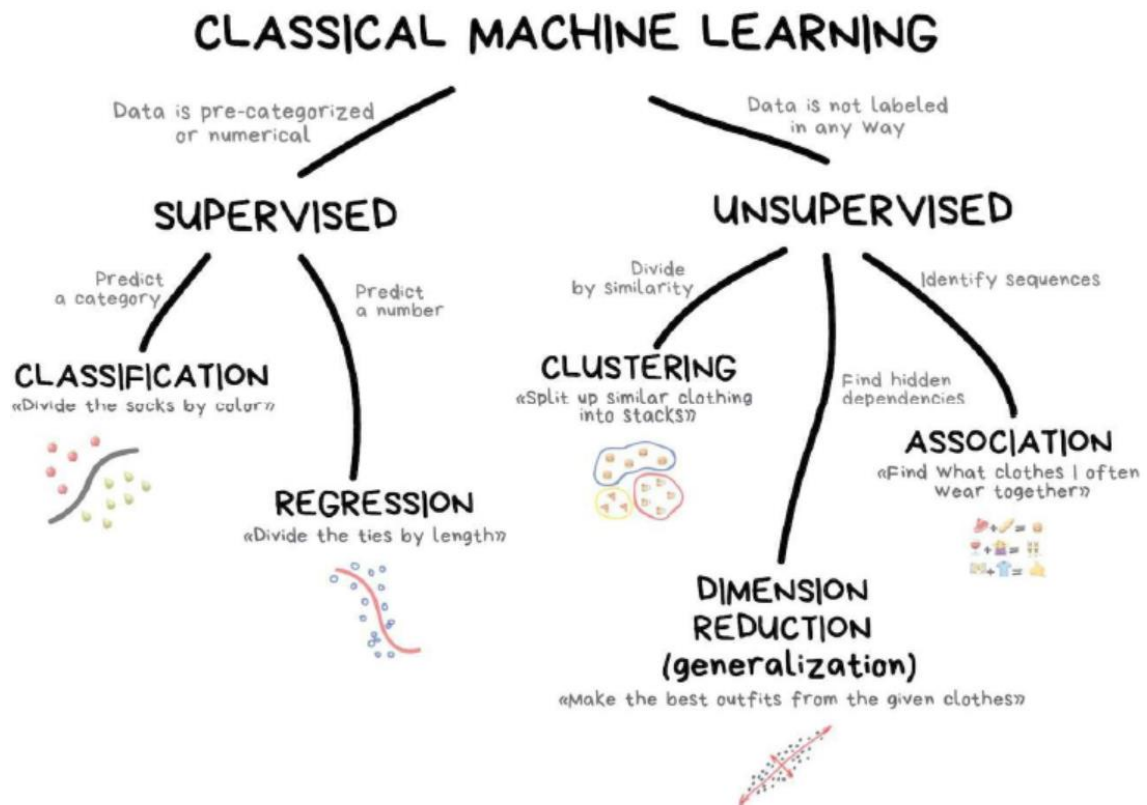 CLASSICAL MACHINE LEARNING
Data is pre-categorized
or numerical
Data is not labeled
in any way
SUPERVISED
UNSUPERVISED
Predict
a category
Predict
a number
Divide
by similarity
Identify sequences
CLASSIFICATION
«Divide the socks by color»
CLUSTERING
«Split up similar clothing
into stacks»
Find hidden
dependencies
ASSOCIATION
«Find what clothes I often
wear together»
REGRESSION
«Divide the ties by length»
+ =
+ =
+ =
DIMENSION
REDUCTION
(generalization)
«Make the best outfits from the given clothes»